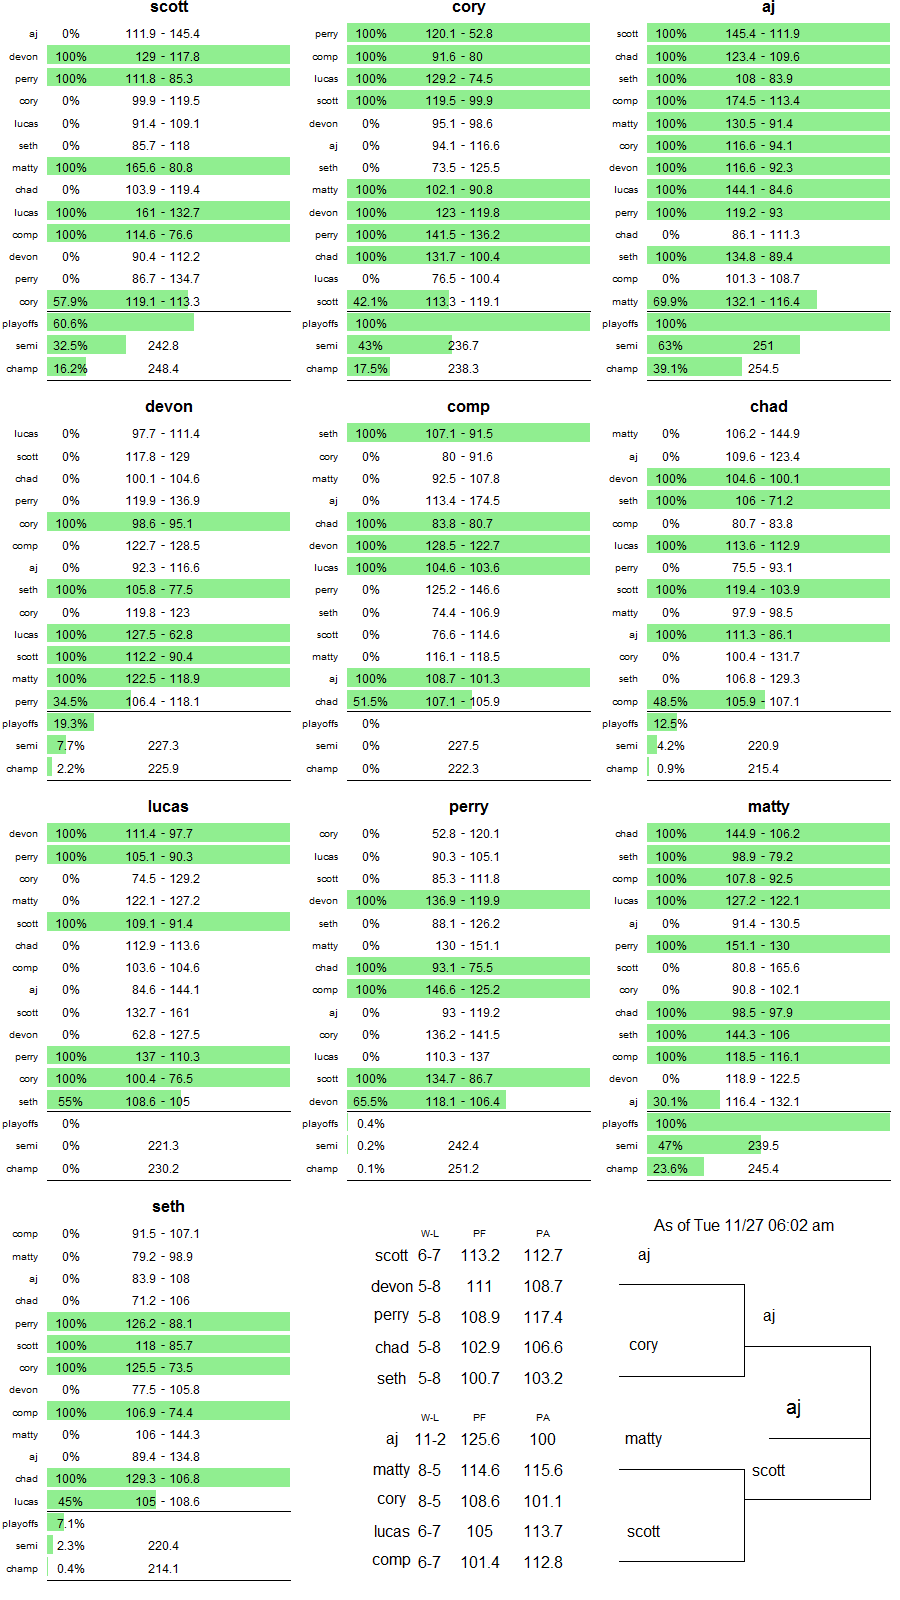 scott
aj 0% 111.9 - 145.4
devon 100% 129 - 117.8
perry 100% 111.8 - 85.3
cory 0% 99.9 - 119.5
lucas 0% 91.4 - 109.1
seth 0% 85.7 - 118
matty 100% 165.6 - 80.8
chad 0% 103.9 - 119.4
lucas 100% 161 - 132.7
comp 100% 114.6 - 76.6
devon 0% 90.4 - 112.2
perry 0% 86.7 - 134.7
cory 57.9% 119.1 - 113.3
playoffs 60.6%
semi 32.5% 242.8
champ 16.2% 248.4
cory
perry 100% 120.1 - 52.8
comp 100% 91.6 - 80
lucas 100% 129.2 - 74.5
scott 100% 119.5 - 99.9
devon 0% 95.1 - 98.6
aj 0% 94.1 - 116.6
seth 0% 73.5 - 125.5
matty 100% 102.1 - 90.8
devon 100% 123 - 119.8
perry 100% 141.5 - 136.2
chad 100% 131.7 - 100.4
lucas 0% 76.5 - 100.4
scott 42.1% 113.3 - 119.1
playoffs 100%
semi 43% 236.7
champ 17.5% 238.3
aj
scott 100% 145.4 - 111.9
chad 100% 123.4 - 109.6
seth 100% 108 - 83.9
comp 100% 174.5 - 113.4
matty 100% 130.5 - 91.4
cory 100% 116.6 - 94.1
devon 100% 116.6 - 92.3
lucas 100% 144.1 - 84.6
perry 100% 119.2 - 93
chad 0% 86.1 - 111.3
seth 100% 134.8 - 89.4
comp 0% 101.3 - 108.7
matty 69.9% 132.1 - 116.4
playoffs 100%
semi 63% 251
champ 39.1% 254.5
devon
lucas 0% 97.7 - 111.4
scott 0% 117.8 - 129
chad 0% 100.1 - 104.6
perry 0% 119.9 - 136.9
cory 100% 98.6 - 95.1
comp 0% 122.7 - 128.5
aj 0% 92.3 - 116.6
seth 100% 105.8 - 77.5
cory 0% 119.8 - 123
lucas 100% 127.5 - 62.8
scott 100% 112.2 - 90.4
matty 100% 122.5 - 118.9
perry 34.5% 106.4 - 118.1
playoffs 19.3%
semi 7.7% 227.3
champ 2.2% 225.9
comp
seth 100% 107.1 - 91.5
cory 0% 80 - 91.6
matty 0% 92.5 - 107.8
aj 0% 113.4 - 174.5
chad 100% 83.8 - 80.7
devon 100% 128.5 - 122.7
lucas 100% 104.6 - 103.6
perry 0% 125.2 - 146.6
seth 0% 74.4 - 106.9
scott 0% 76.6 - 114.6
matty 0% 116.1 - 118.5
aj 100% 108.7 - 101.3
chad 51.5% 107.1 - 105.9
playoffs 0%
semi 0% 227.5
champ 0% 222.3
chad
matty 0% 106.2 - 144.9
aj 0% 109.6 - 123.4
devon 100% 104.6 - 100.1
seth 100% 106 - 71.2
comp 0% 80.7 - 83.8
lucas 100% 113.6 - 112.9
perry 0% 75.5 - 93.1
scott 100% 119.4 - 103.9
matty 0% 97.9 - 98.5
aj 100% 111.3 - 86.1
cory 0% 100.4 - 131.7
seth 0% 106.8 - 129.3
comp 48.5% 105.9 - 107.1
playoffs 12.5%
semi 4.2% 220.9
champ 0.9% 215.4
lucas
devon 100% 111.4 - 97.7
perry 100% 105.1 - 90.3
cory 0% 74.5 - 129.2
matty 0% 122.1 - 127.2
scott 100% 109.1 - 91.4
chad 0% 112.9 - 113.6
comp 0% 103.6 - 104.6
aj 0% 84.6 - 144.1
scott 0% 132.7 - 161
devon 0% 62.8 - 127.5
perry 100% 137 - 110.3
cory 100% 100.4 - 76.5
seth 55% 108.6 - 105
playoffs 0%
semi 0% 221.3
champ 0% 230.2
perry
cory 0% 52.8 - 120.1
lucas 0% 90.3 - 105.1
scott 0% 85.3 - 111.8
devon 100% 136.9 - 119.9
seth 0% 88.1 - 126.2
matty 0% 130 - 151.1
chad 100% 93.1 - 75.5
comp 100% 146.6 - 125.2
aj 0% 93 - 119.2
cory 0% 136.2 - 141.5
lucas 0% 110.3 - 137
scott 100% 134.7 - 86.7
devon 65.5% 118.1 - 106.4
playoffs 0.4%
semi 0.2% 242.4
champ 0.1% 251.2
matty
chad 100% 144.9 - 106.2
seth 100% 98.9 - 79.2
comp 100% 107.8 - 92.5
lucas 100% 127.2 - 122.1
aj 0% 91.4 - 130.5
perry 100% 151.1 - 130
scott 0% 80.8 - 165.6
cory 0% 90.8 - 102.1
chad 100% 98.5 - 97.9
seth 100% 144.3 - 106
comp 100% 118.5 - 116.1
devon 0% 118.9 - 122.5
aj 30.1% 116.4 - 132.1
playoffs 100%
semi 47% 239.5
champ 23.6% 245.4
seth
comp 0% 91.5 - 107.1
matty 0% 79.2 - 98.9
aj 0% 83.9 - 108
chad 0% 71.2 - 106
perry 100% 126.2 - 88.1
scott 100% 118 - 85.7
cory 100% 125.5 - 73.5
devon 0% 77.5 - 105.8
comp 100% 106.9 - 74.4
matty 0% 106 - 144.3
aj 0% 89.4 - 134.8
chad 100% 129.3 - 106.8
lucas 45% 105 - 108.6
playoffs 7.1%
semi 2.3% 220.4
champ 0.4% 214.1
W-L PF PA
scott 6-7 113.2 112.7
devon 5-8 111 108.7
perry 5-8 108.9 117.4
chad 5-8 102.9 106.6
seth 5-8 100.7 103.2
W-L PF PA
aj 11-2 125.6 100
matty 8-5 114.6 115.6
cory 8-5 108.6 101.1
lucas 6-7 105 113.7
comp 6-7 101.4 112.8
As of Tue 11/27 06:02 am
aj
aj
cory
aj
matty
scott
scott